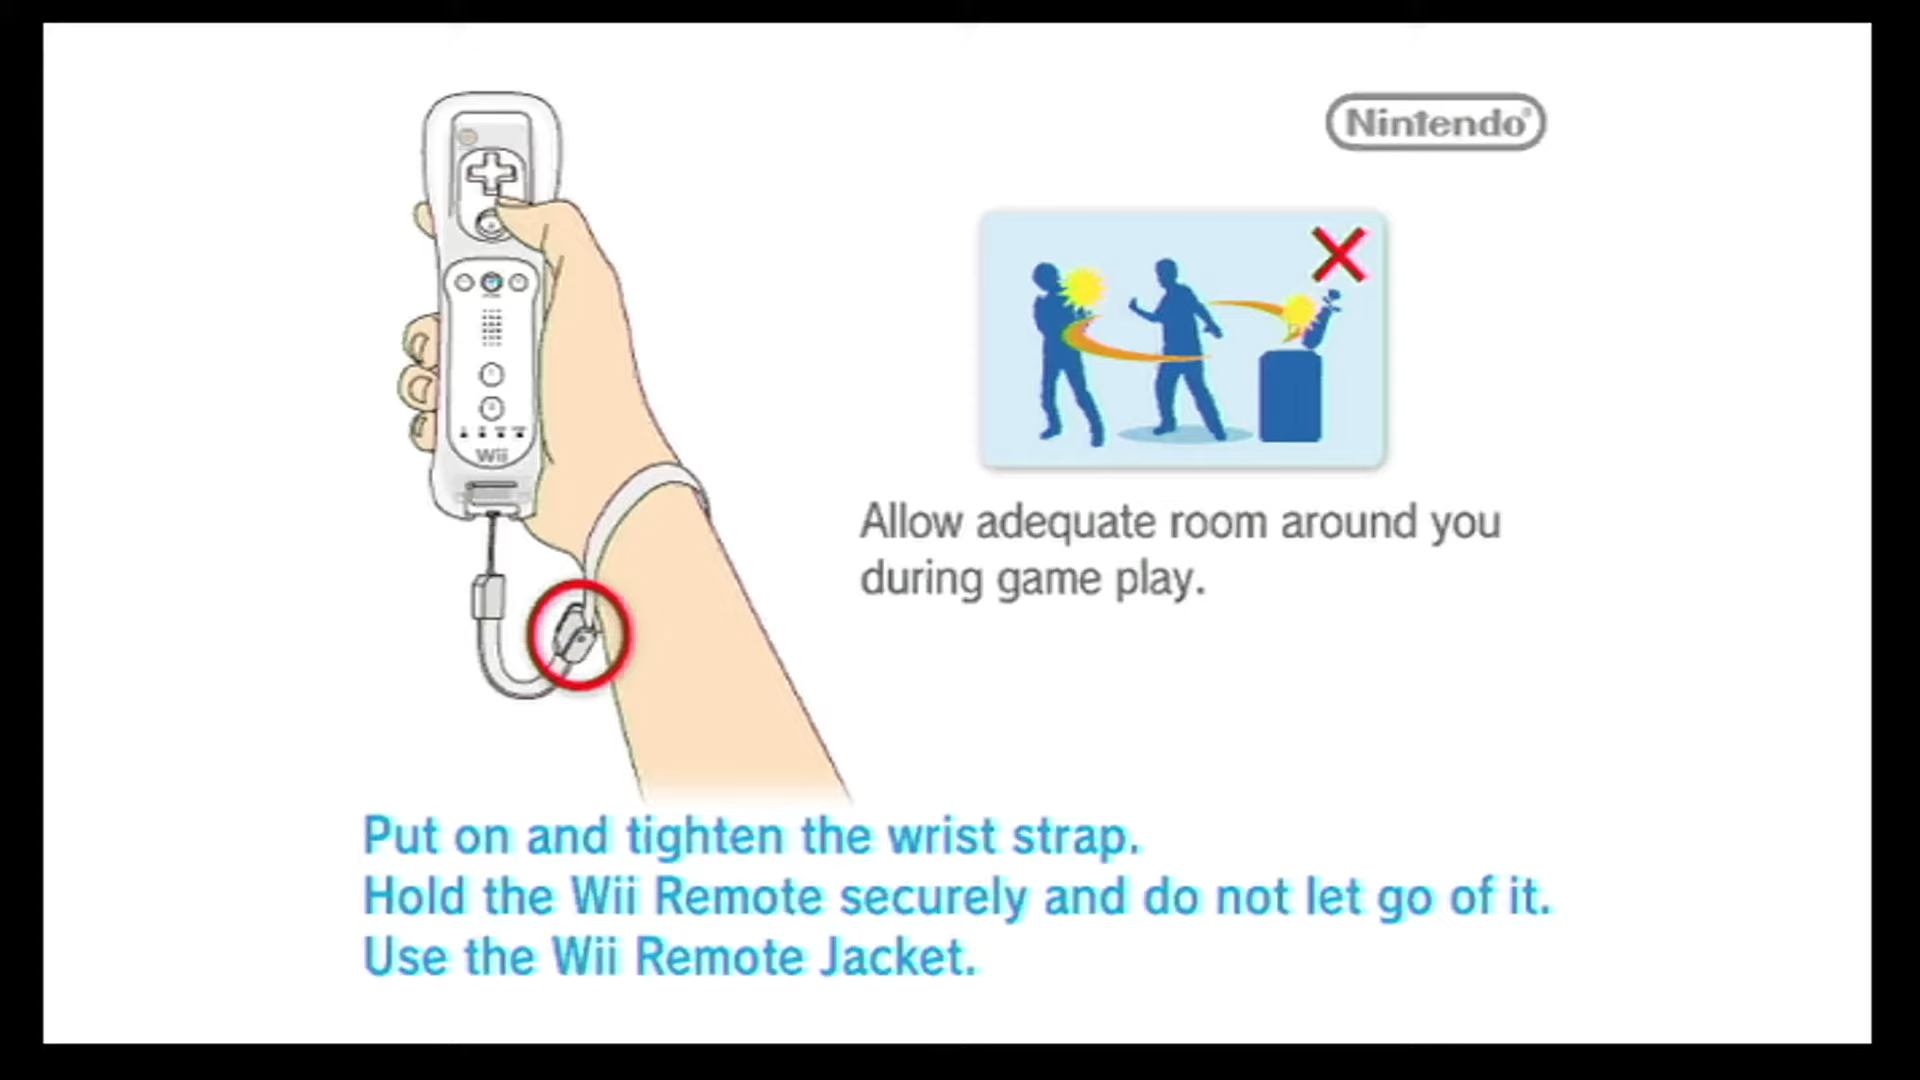 Nintendo®
Wii
Allow adequate room around you
during game play.
Put on and tighten the wrist strap.
Hold the Wii Remote securely and do not let go of it.
Use the Wii Remote Jacket.